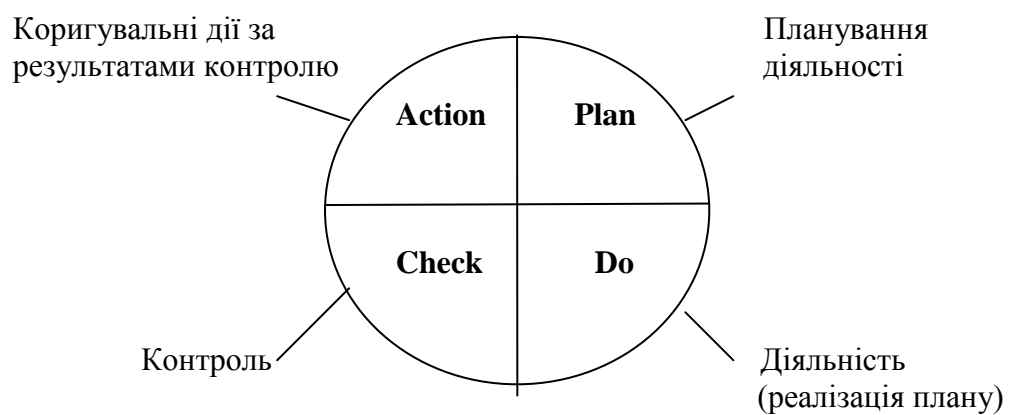 Коригувальні дії за
результатами контролю
Планування
діяльності
Action
Plan
Check
Do
Контроль
Діяльність
(реалізація плану)